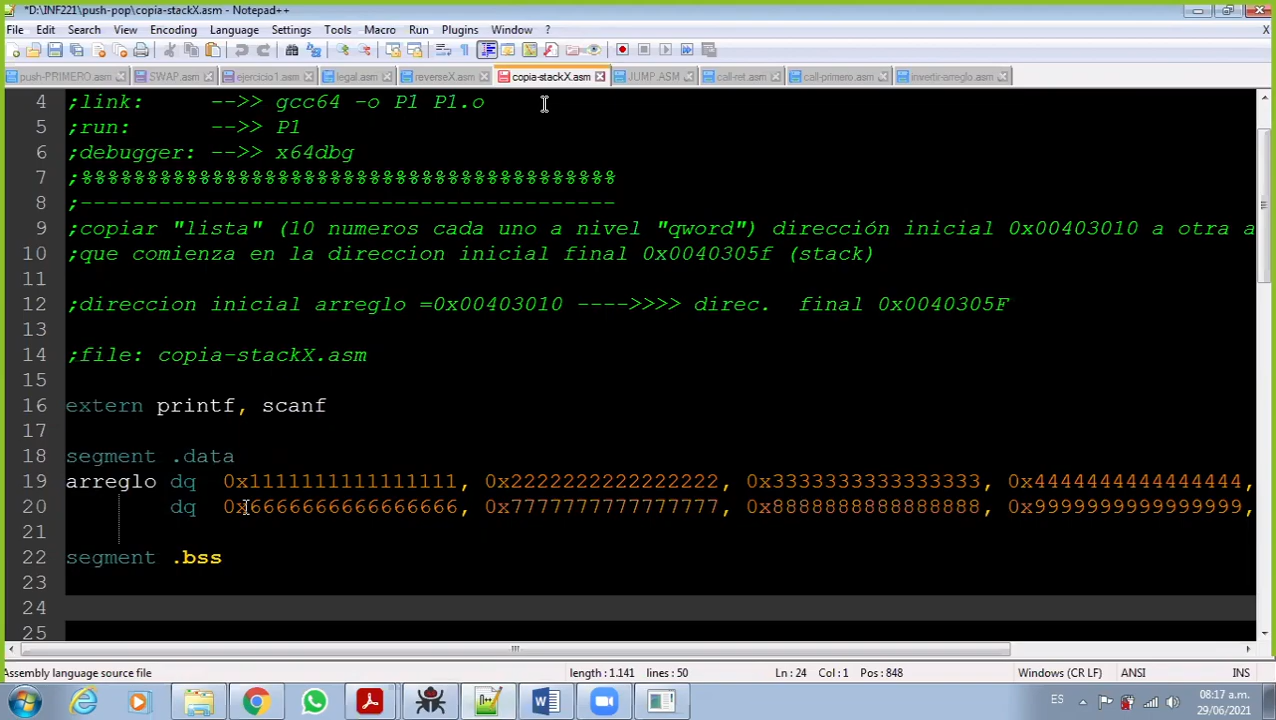 *D:\INF221\push-pop\copia-stackX.asm - Notepad++
File Edit Search View Encoding Language Settings Tools Macro Run Plugins Window ? X
push-PRIMERO.asm SWAP.asm ejercicio1.asm legal.asm reverseX.asm copia-stackX.asm JUMP.ASM call-ret.asm call-primero.asm invertir-arreglo.asm
4 ;link: -->> gcc64 -o P1 P1.o
5 ;run: -->> P1
6 ;debugger: -->> x64dbg
7 ;%%%%%%%%%%%%%%%%%%%%%%%%%%%%%%%%%%%%%%%%%
8 ;-----------------------------------------
9 ;copiar "lista" (10 numeros cada uno a nivel "qword") dirección inicial 0x00403010 a otra a
10 ;que comienza en la direccion inicial final 0x0040305f (stack)
11
12 ;direccion inicial arreglo =0x00403010 ---->>>> direc. final 0x0040305F
13
14 ;file: copia-stackX.asm
15
16 extern printf, scanf
17
18 segment .data
19 arreglo dq 0x1111111111111111, 0x2222222222222222, 0x3333333333333333, 0x4444444444444444,
20 dq 0x6666666666666666, 0x7777777777777777, 0x8888888888888888, 0x9999999999999999,
21
22 segment .bss
23
24
25
Assembly language source file length : 1.141 lines : 50 Ln : 24 Col : 1 Pos : 848 Windows (CR LF) ANSI INS
ES 08:17 a.m.
29/06/2021